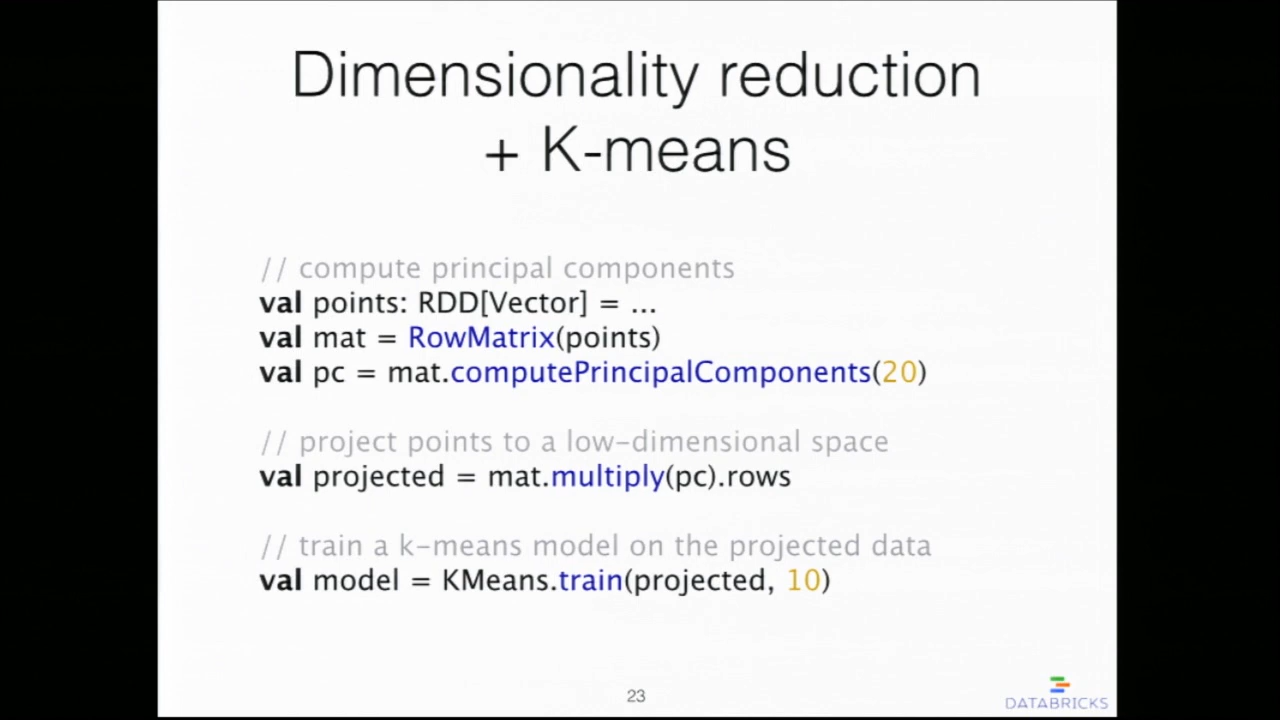 Dimensionality reduction
+ K-means
// compute principal components
val points: RDD[Vector] = ...
val mat = RowMatrix(points)
val pc = mat.computePrincipalComponents(20)
// project points to a low-dimensional space
val projected = mat.multiply(pc).rows
// train a k-means model on the projected data
val model = KMeans.train(projected, 10)
23
DATABRICKS